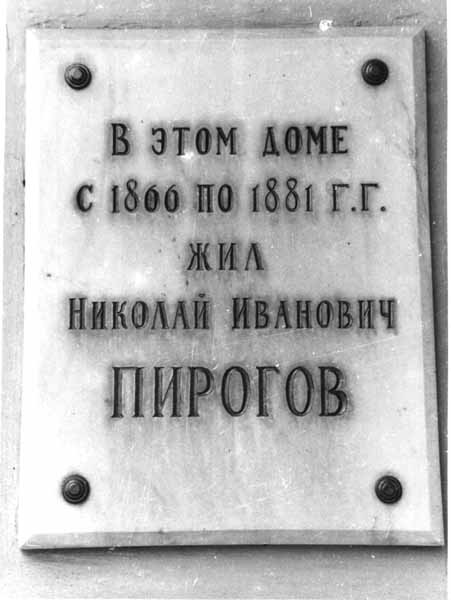 В ЭТОМ ДОМЕ
С 1866 ПО 1881 Г.Г.
ЖИЛ
НИКОЛАЙ ИВАНОВИЧ
ПИРОГОВ